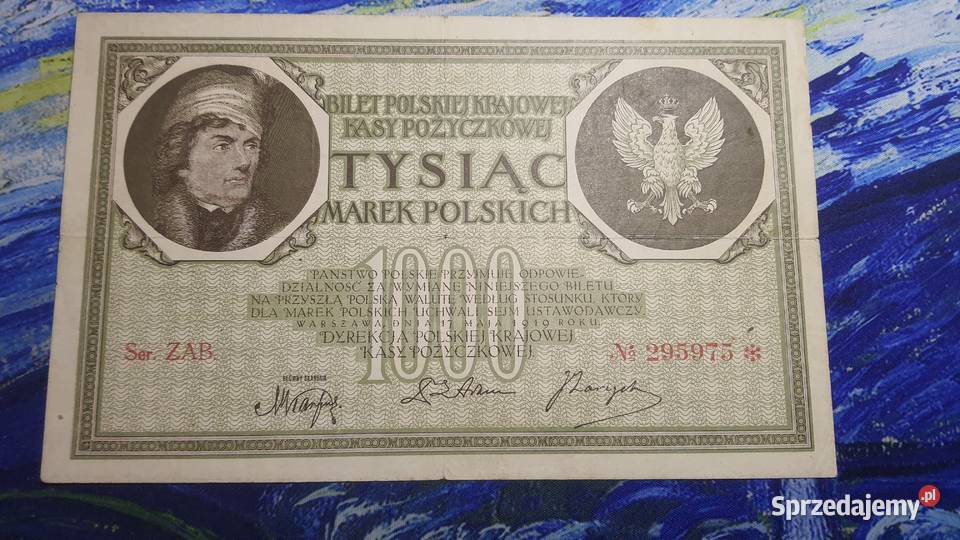 BILET POLSKIEJ KRAJOWEJ
KASY POŻYCZKOWEJ
TYSIĄC
MAREK POLSKICH
1000
PAŃSTWO POLSKIE PRZYJMUJE ODPOWIE-
DZIALNOŚĆ ZA WYMIANĘ NINIEJSZEGO BILETU
NA PRZYSZŁĄ POLSKĄ WALUTĘ WEDŁUG STOSUNKU, KTÓRY
DLA MAREK POLSKICH UCHWALI SEJM USTAWODAWCZY.
WARSZAWA, DNIA 17 MAJA 1919 ROKU.
DYREKCJA POLSKIEJ KRAJOWEJ
KASY POŻYCZKOWEJ
Ser. ZAB.
№ 295975 *
GŁÓWNY SKARBNIK
Sprzedajemy.pl